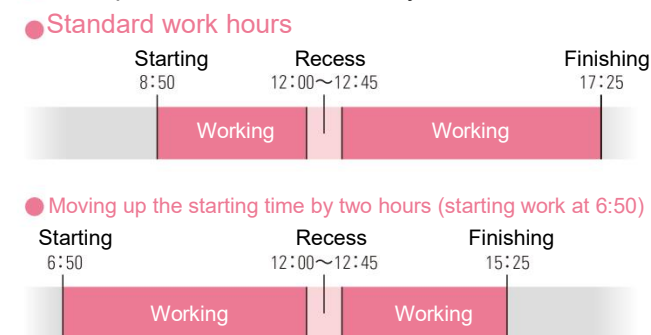 Standard work hours
Starting Recess Finishing
8:50 12:00～12:45 17:25
Working Working
Moving up the starting time by two hours (starting work at 6:50)
Starting Recess Finishing
6:50 12:00～12:45 15:25
Working Working